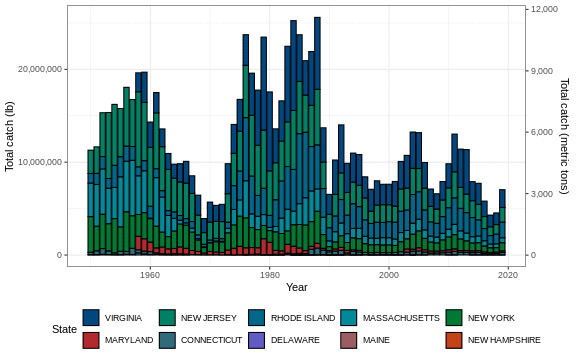 12,000
20,000,000
9,000
6,000
10,000,000
3,000
0
0
Total catch (lb)
Total catch (metric tons)
1960
1980
2000
2020
Year
State
VIRGINIA
NEW JERSEY
RHODE ISLAND
MASSACHUSETTS
NEW YORK
MARYLAND
CONNECTICUT
DELAWARE
MAINE
NEW HAMPSHIRE